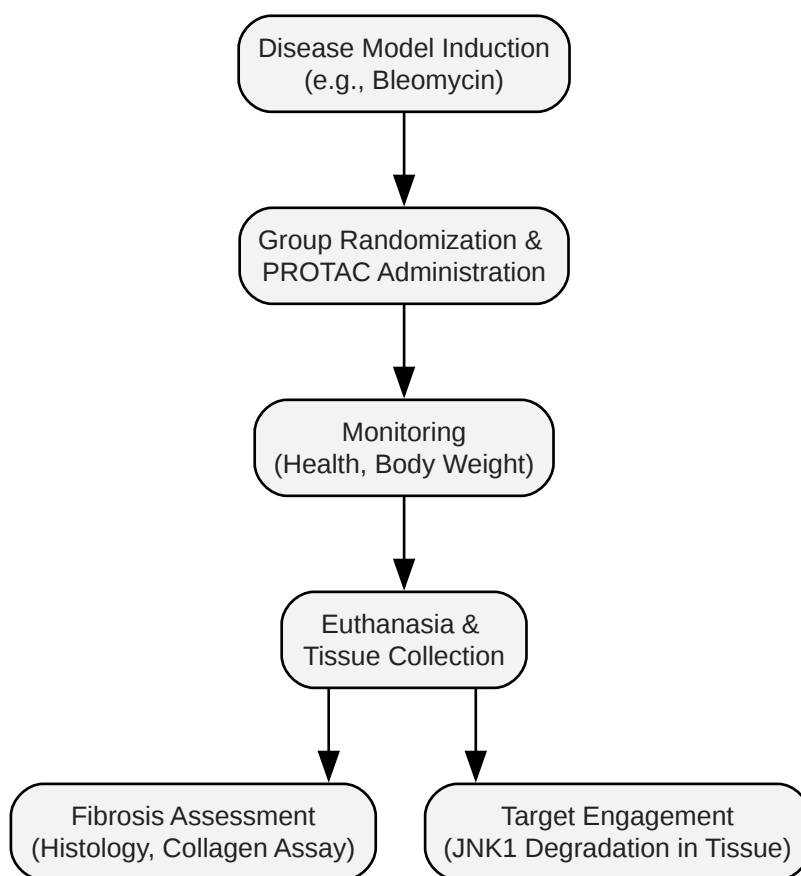 Disease Model Induction
(e.g., Bleomycin)
Group Randomization &
PROTAC Administration
Monitoring
(Health, Body Weight)
Euthanasia &
Tissue Collection
Fibrosis Assessment
(Histology, Collagen Assay)
Target Engagement
(JNK1 Degradation in Tissue)